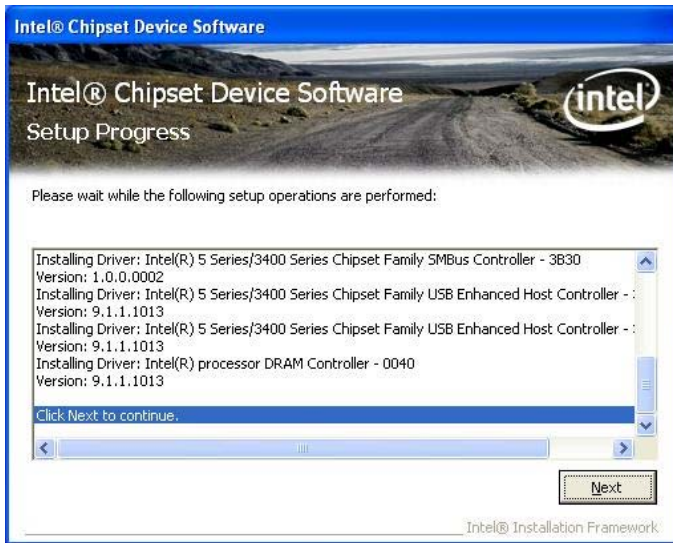 Intel® Chipset Device Software
Intel® Chipset Device Software
Setup Progress
intel
Please wait while the following setup operations are performed:
Installing Driver: Intel(R) 5 Series/3400 Series Chipset Family SMBus Controller - 3B30
Version: 1.0.0.0002
Installing Driver: Intel(R) 5 Series/3400 Series Chipset Family USB Enhanced Host Controller -
Version: 9.1.1.1013
Installing Driver: Intel(R) 5 Series/3400 Series Chipset Family USB Enhanced Host Controller -
Version: 9.1.1.1013
Installing Driver: Intel(R) processor DRAM Controller - 0040
Version: 9.1.1.1013
Click Next to continue.
Next
Intel® Installation Framework